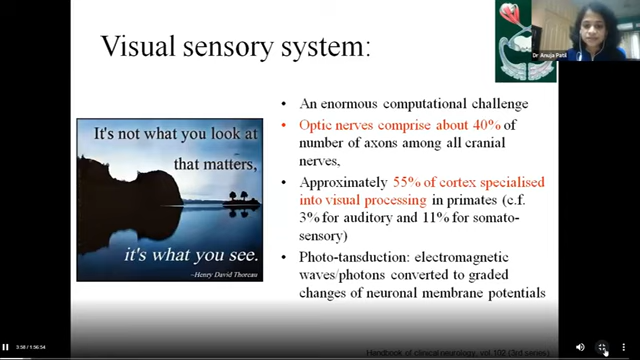 Visual sensory system:
Dr Anuja Patil
It's not what you look at
that matters,
it's what you see.
~Henry David Thoreau
• An enormous computational challenge
• Optic nerves comprise about 40% of
number of axons among all cranial
nerves,
• Approximately 55% of cortex specialised
into visual processing in primates (c.f.
3% for auditory and 11% for somato-
sensory)
• Photo-tansduction: electromagnetic
waves/photons converted to graded
changes of neuronal membrane potentials
Handbook of clinical neurology, vol.102 (3rd series)
3:58 / 1:56:54